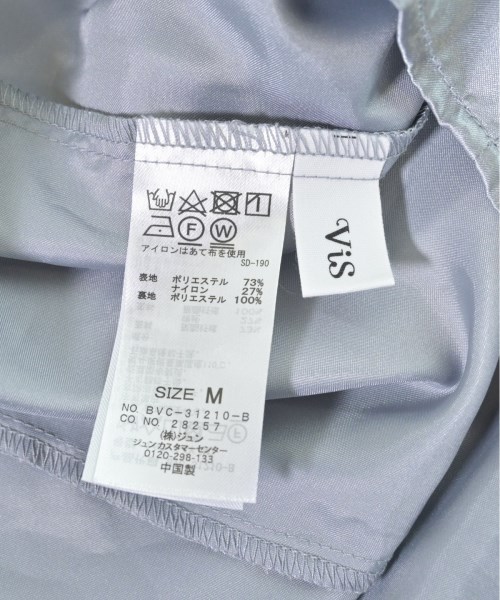 F W
アイロンはあて布を使用
SD-190
表地 ポリエステル 73%
ナイロン 27%
裏地 ポリエステル 100%
SIZE M
NO. BVC-31210-B
CO. NO. 28257
(株)ジュン
ジュンカスタマーセンター
0120-298-133
中国製
ViS